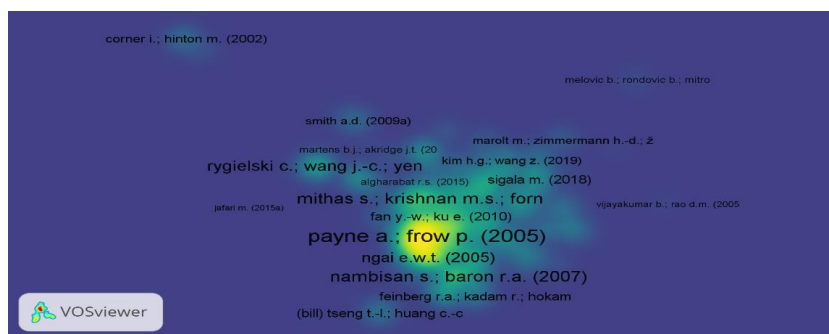 corner i.; hinton m. (2002)
melovic b.; rondovic b.; mitro
smith a.d. (2009a)
marolt m.; zimmermann h.-d.; ž
martens b.j.; akridge j.t. (20
kim h.g.; wang z. (2019)
rygielski c.; wang j.-c.; yen
algharabat r.s. (2015)
sigala m. (2018)
mithas s.; krishnan m.s.; forn
jafari m. (2015a)
vijayakumar b.; rao d.m. (2005
fan y.-w.; ku e. (2010)
payne a.; frow p. (2005)
ngai e.w.t. (2005)
nambisan s.; baron r.a. (2007)
feinberg r.a.; kadam r.; hokam
(bill) tseng t.-l.; huang c.-c
VOSviewer